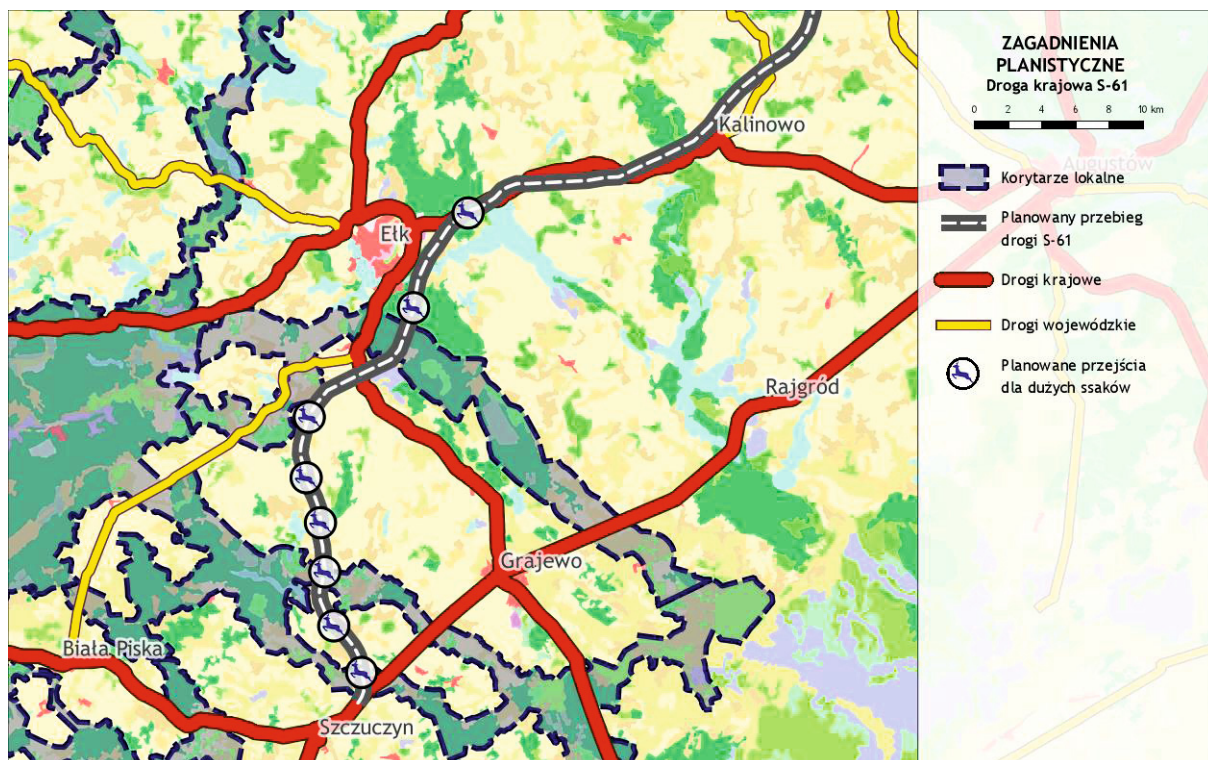 ZAGADNIENIA
PLANISTYCZNE
Droga krajowa S-61
0 2 4 6 8 10 km
Kalinowo
Augustów
Korytarze lokalne
Planowany przebieg
drogi S-61
Ełk
Drogi krajowe
Drogi wojewódzkie
Planowane przejścia
dla dużych ssaków
Rajgród
Grajewo
Biała Piska
Szczuczyn